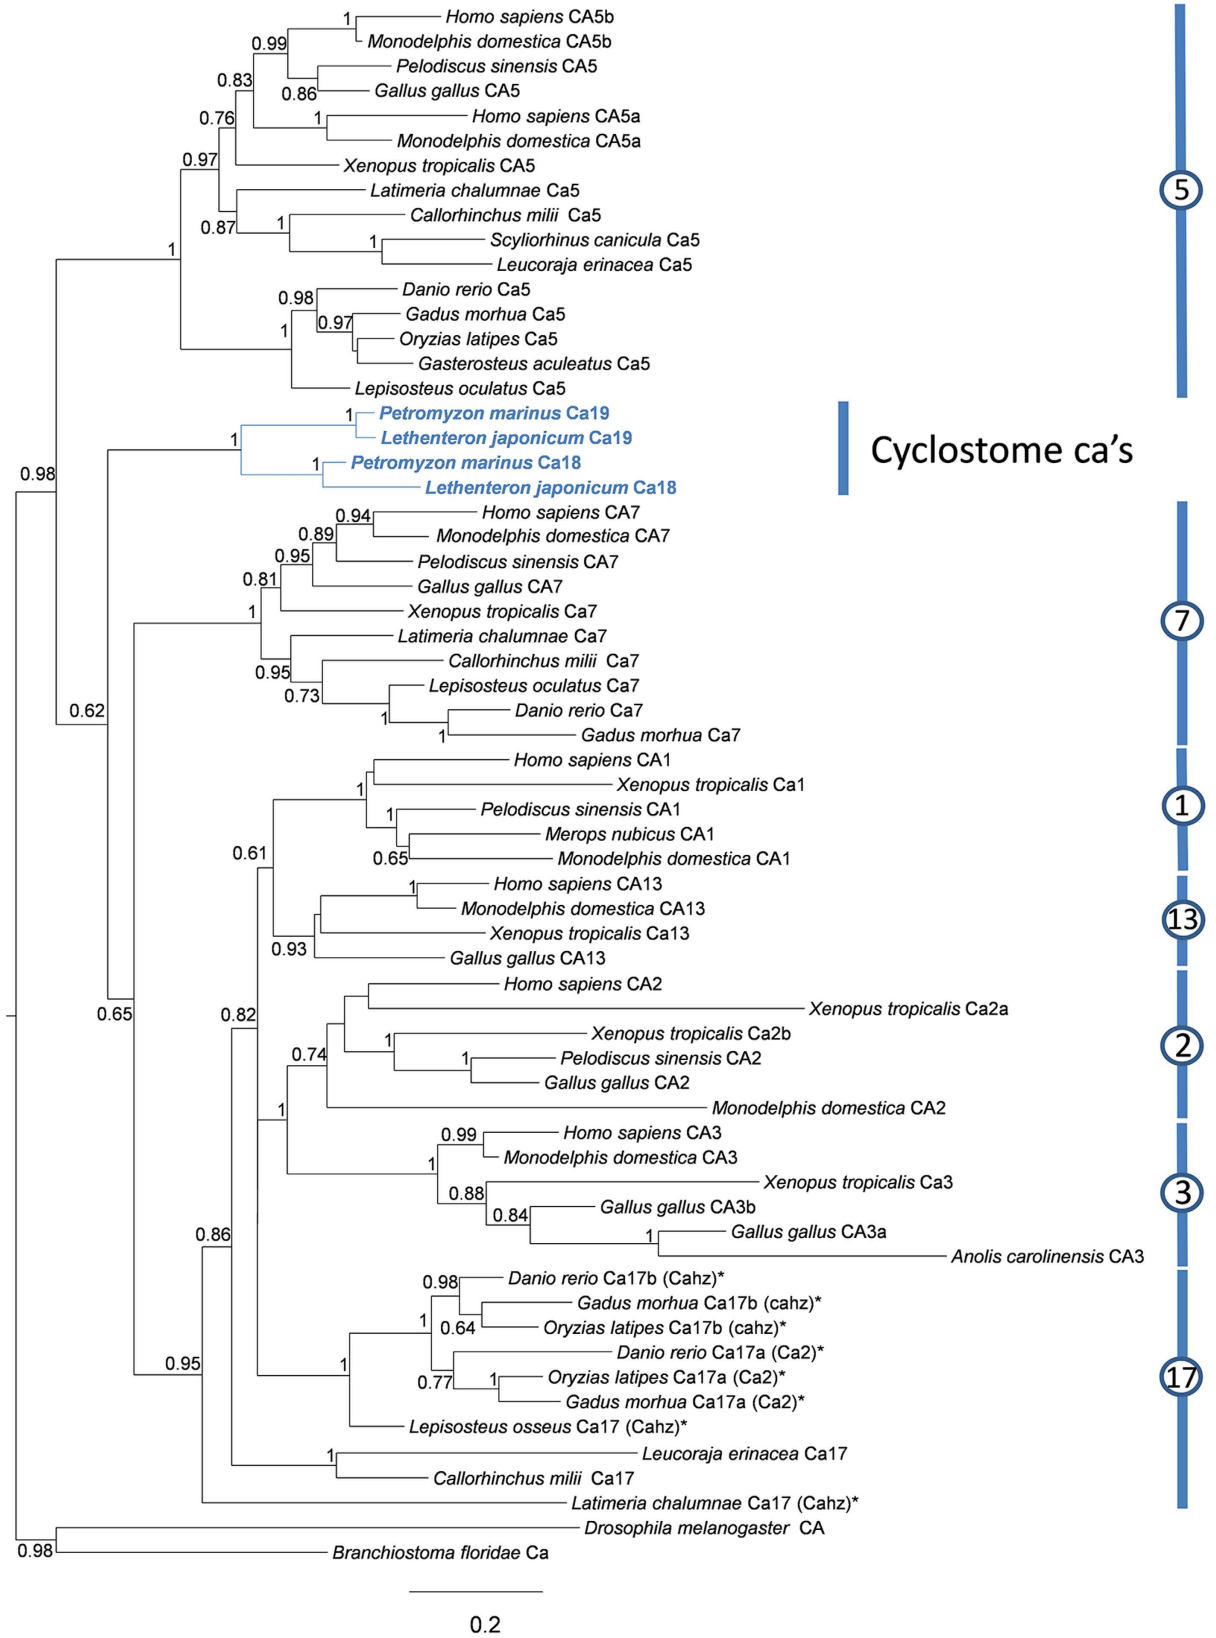 1
Homo sapiens CA5b
0.99
Monodelphis domestica CA5b
Pelodiscus sinensis CA5
0.83
0.86
Gallus gallus CA5
0.76
1
Homo sapiens CA5a
Monodelphis domestica CA5a
0.97
Xenopus tropicalis CA5
Latimeria chalumnae Ca5
5
0.87
1
Callorhinchus milii Ca5
1
1
Scyliorhinus canicula Ca5
Leucoraja erinacea Ca5
0.98
Danio rerio Ca5
0.97
Gadus morhua Ca5
1
Oryzias latipes Ca5
Gasterosteus aculeatus Ca5
Lepisosteus oculatus Ca5
1
Petromyzon marinus Ca19
1
Lethenteron japonicum Ca19
Cyclostome ca's
0.98
1
Petromyzon marinus Ca18
Lethenteron japonicum Ca18
0.94
Homo sapiens CA7
0.89
Monodelphis domestica CA7
0.95
Pelodiscus sinensis CA7
0.81
Gallus gallus CA7
1
Xenopus tropicalis Ca7
7
Latimeria chalumnae Ca7
0.95
Callorhinchus milii Ca7
0.73
Lepisosteus oculatus Ca7
0.62
1
Danio rerio Ca7
1
Gadus morhua Ca7
Homo sapiens CA1
1
Xenopus tropicalis Ca1
1
Pelodiscus sinensis CA1
1
Merops nubicus CA1
0.61
0.65
Monodelphis domestica CA1
1
Homo sapiens CA13
Monodelphis domestica CA13
13
Xenopus tropicalis Ca13
0.93
Gallus gallus CA13
Homo sapiens CA2
0.65
0.82
Xenopus tropicalis Ca2a
1
Xenopus tropicalis Ca2b
2
0.74
1
Pelodiscus sinensis CA2
Gallus gallus CA2
1
Monodelphis domestica CA2
0.99
Homo sapiens CA3
1
Monodelphis domestica CA3
0.88
Xenopus tropicalis Ca3
3
0.84
Gallus gallus CA3b
0.86
1
Gallus gallus CA3a
Anolis carolinensis CA3
0.98
Danio rerio Ca17b (Cahz)*
Gadus morhua Ca17b (cahz)*
1
0.64
Oryzias latipes Ca17b (cahz)*
0.95
1
Danio rerio Ca17a (Ca2)*
0.77
1
Oryzias latipes Ca17a (Ca2)*
17
Gadus morhua Ca17a (Ca2)*
Lepisosteus osseus Ca17 (Cahz)*
1
Leucoraja erinacea Ca17
Callorhinchus milii Ca17
Latimeria chalumnae Ca17 (Cahz)*
Drosophila melanogaster CA
0.98
Branchiostoma floridae Ca
0.2